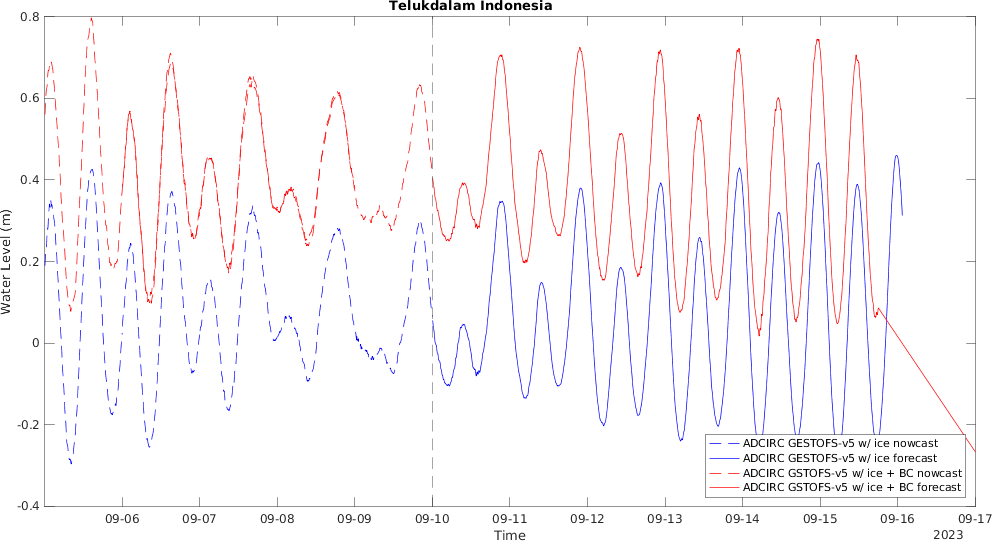 Telukdalam Indonesia
0.8
0.6
0.4
0.2
0
-0.2
-0.4
Water Level (m)
ADCIRC GESTOFS-v5 w/ ice nowcast
ADCIRC GESTOFS-v5 w/ ice forecast
ADCIRC GSTOFS-v5 w/ ice + BC nowcast
ADCIRC GSTOFS-v5 w/ ice + BC forecast
09-06 09-07 09-08 09-09 09-10 09-11 09-12 09-13 09-14 09-15 09-16 09-17
Time
2023